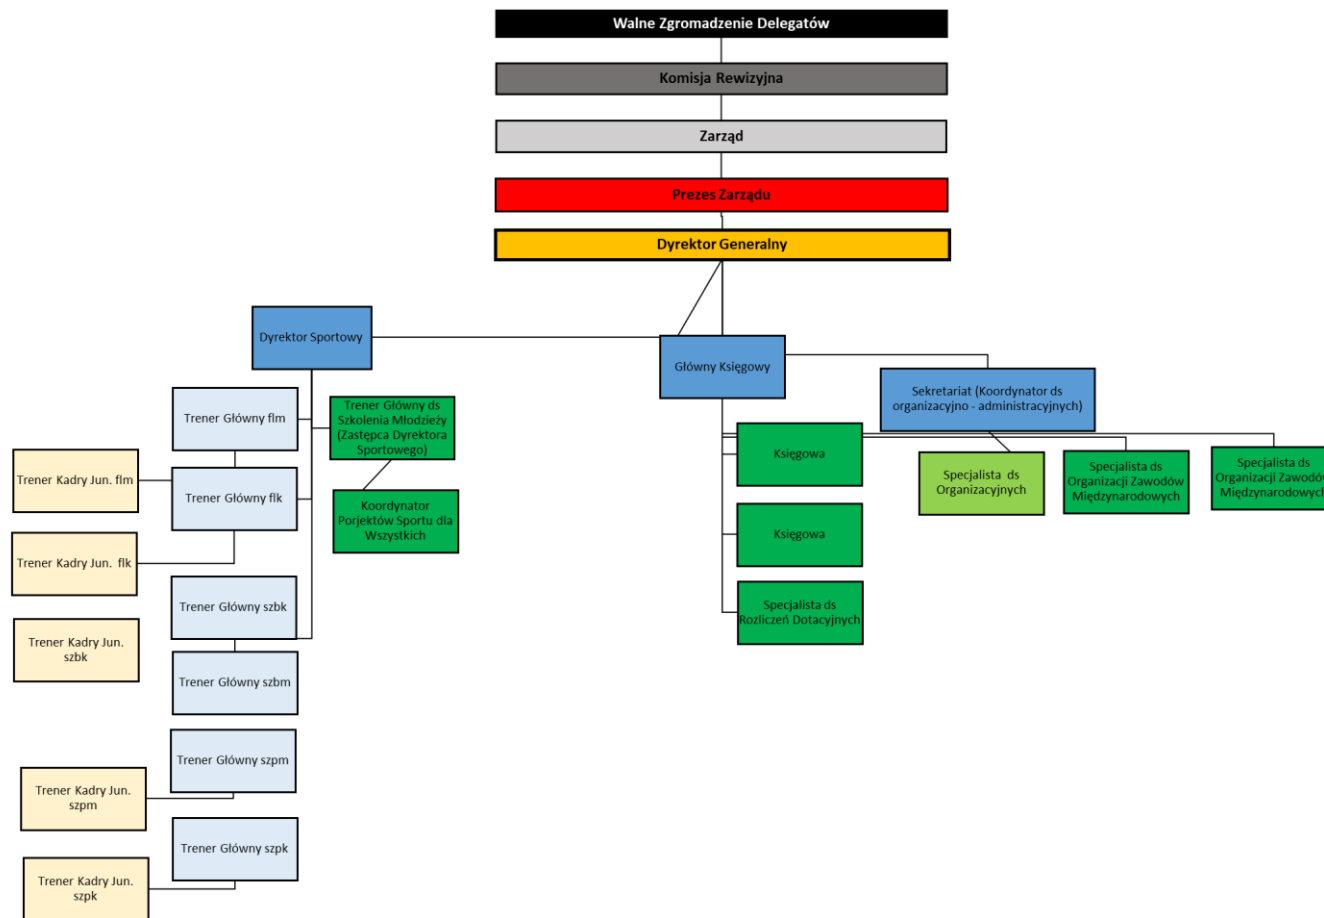 Walne Zgromadzenie Delegatów
Komisja Rewizyjna
Zarząd
Prezes Zarządu
Dyrektor Generalny
Dyrektor Sportowy
Główny Księgowy
Sekretariat (Koordynator ds
organizacyjno - administracyjnych)
Trener Główny flm
Trener Główny ds
Szkolenia Młodzieży
(Zastępca Dyrektora
Sportowego)
Trener Kadry Jun. flm
Trener Główny flk
Koordynator
Porjektów Sportu dla
Wszystkich
Trener Kadry Jun. flk
Trener Główny szbk
Trener Kadry Jun.
szbk
Trener Główny szbm
Trener Główny szpm
Trener Kadry Jun.
szpm
Trener Główny szpk
Trener Kadry Jun.
szpk
Księgowa
Księgowa
Specjalista ds
Rozliczeń Dotacyjnych
Specjalista ds
Organizacyjnych
Specjalista ds
Organizacji Zawodów
Międzynarodowych
Specjalista ds
Organizacji Zawodów
Międzynarodowych